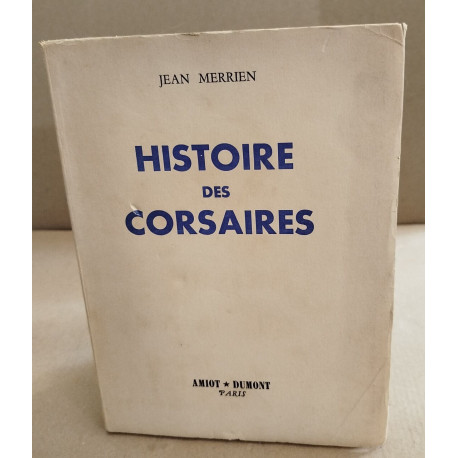 JEAN MERRIEN
HISTOIRE
DES
CORSAIRES
AMIOT ★ DUMONT
PARIS